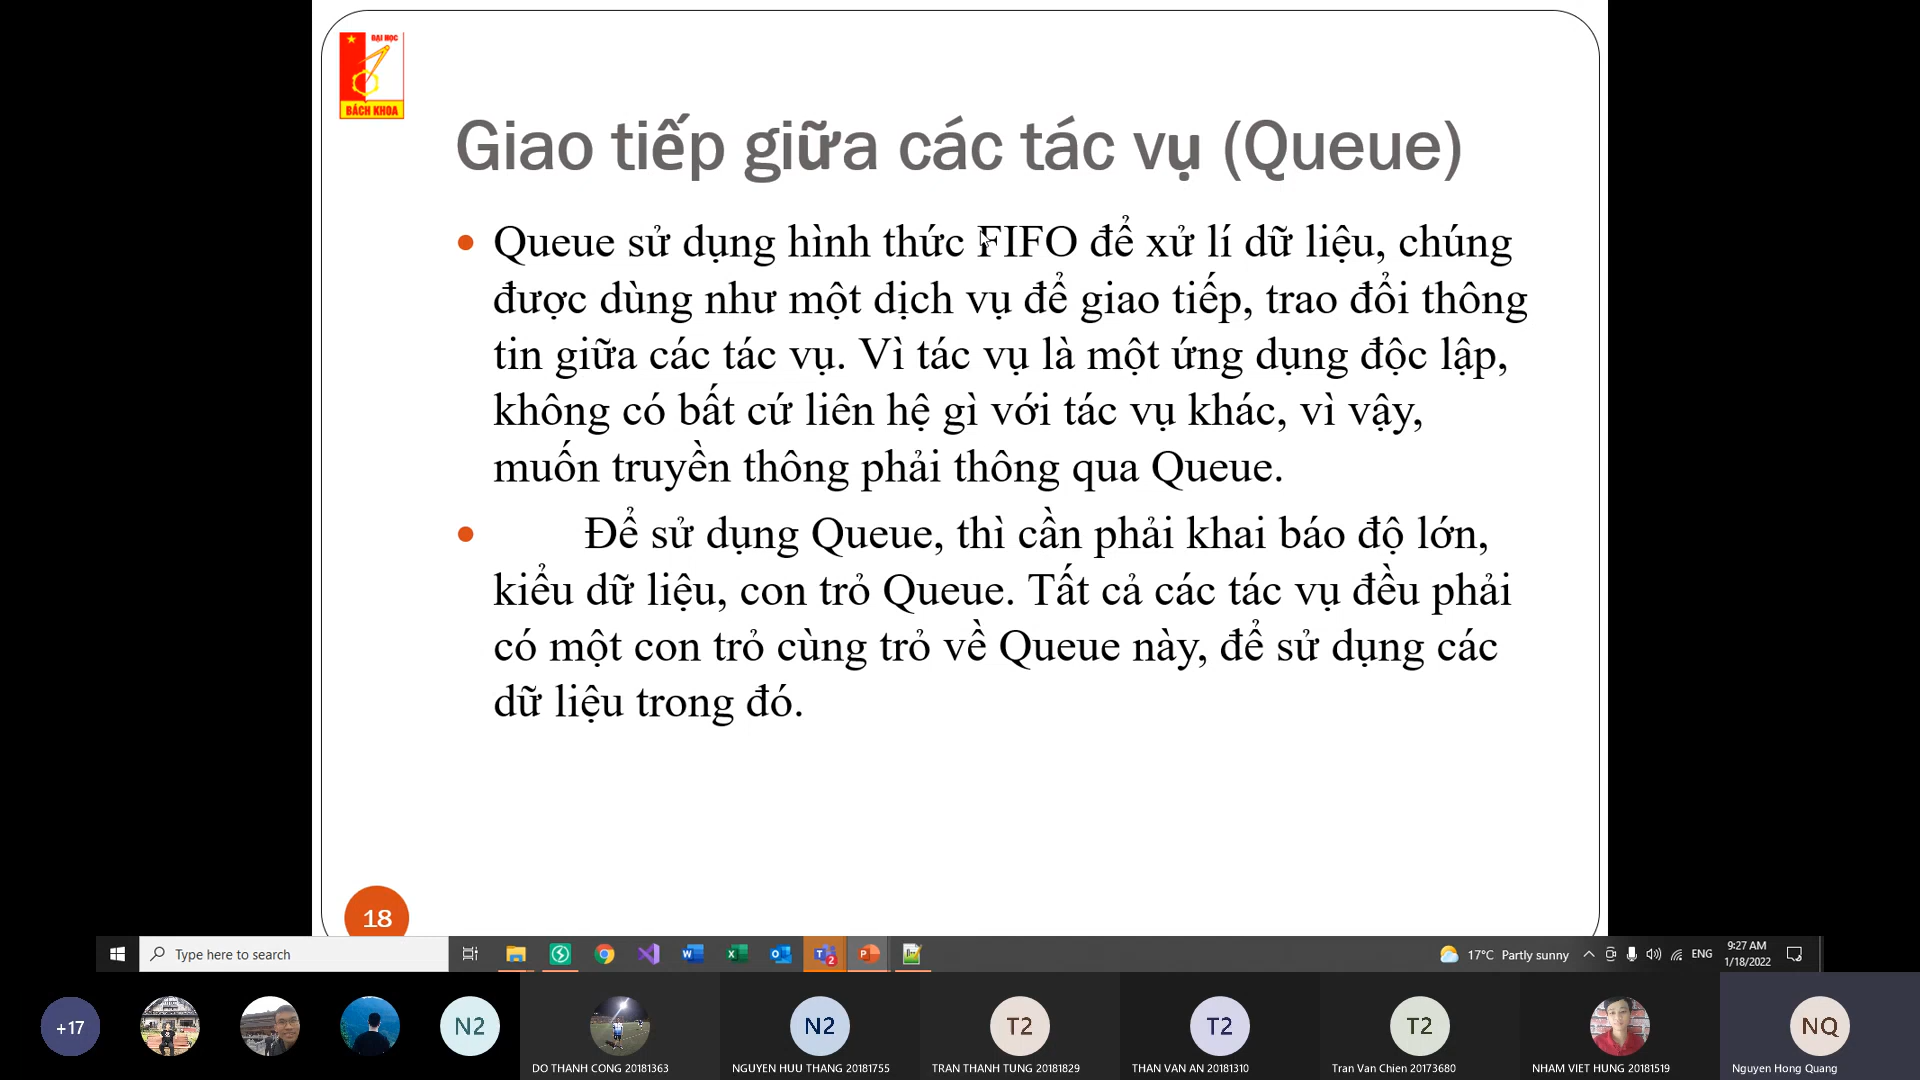 ĐẠI HỌC
BÁCH KHOA
Giao tiếp giữa các tác vụ (Queue)
Queue sử dụng hình thức FIFO để xử lí dữ liệu, chúng
được dùng như một dịch vụ để giao tiếp, trao đổi thông
tin giữa các tác vụ. Vì tác vụ là một ứng dụng độc lập,
không có bất cứ liên hệ gì với tác vụ khác, vì vậy,
muốn truyền thông phải thông qua Queue.
Để sử dụng Queue, thì cần phải khai báo độ lớn,
kiểu dữ liệu, con trỏ Queue. Tất cả các tác vụ đều phải
có một con trỏ cùng trỏ về Queue này, để sử dụng các
dữ liệu trong đó.
18
Type here to search
17°C Partly sunny
ENG
9:27 AM
1/18/2022
+17
N2
N2
T2
T2
T2
NQ
DO THANH CONG 20181363
NGUYEN HUU THANG 20181755
TRAN THANH TUNG 20181829
THAN VAN AN 20181310
Tran Van Chien 20173680
NHAM VIET HUNG 20181519
Nguyen Hong Quang